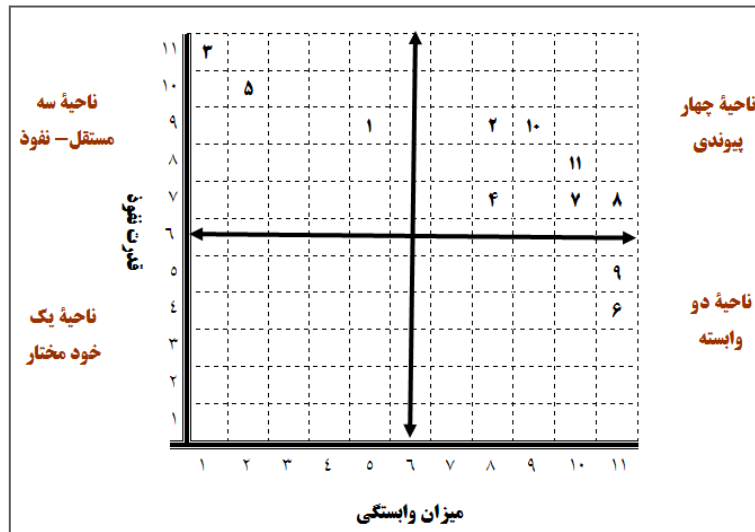 ۱۱ ۳
۱۰ ۵
۹ ۱ ۲ ۱۰
۸ ۱۱
۷ ۴ ۷ ۸
٦
۵ ۹
٤ ۶
۳
۲
۱
۱ ۲ ۳ ٤ ۵ ٦ ۷ ۸ ۹ ۱۰ ۱۱
میزان وابستگی
قدرت نفوذ
ناحیهٔ چهار
پیوندی
ناحیهٔ سه
مستقل– نفوذ
ناحیهٔ دو
وابسته
ناحیهٔ یک
خود مختار